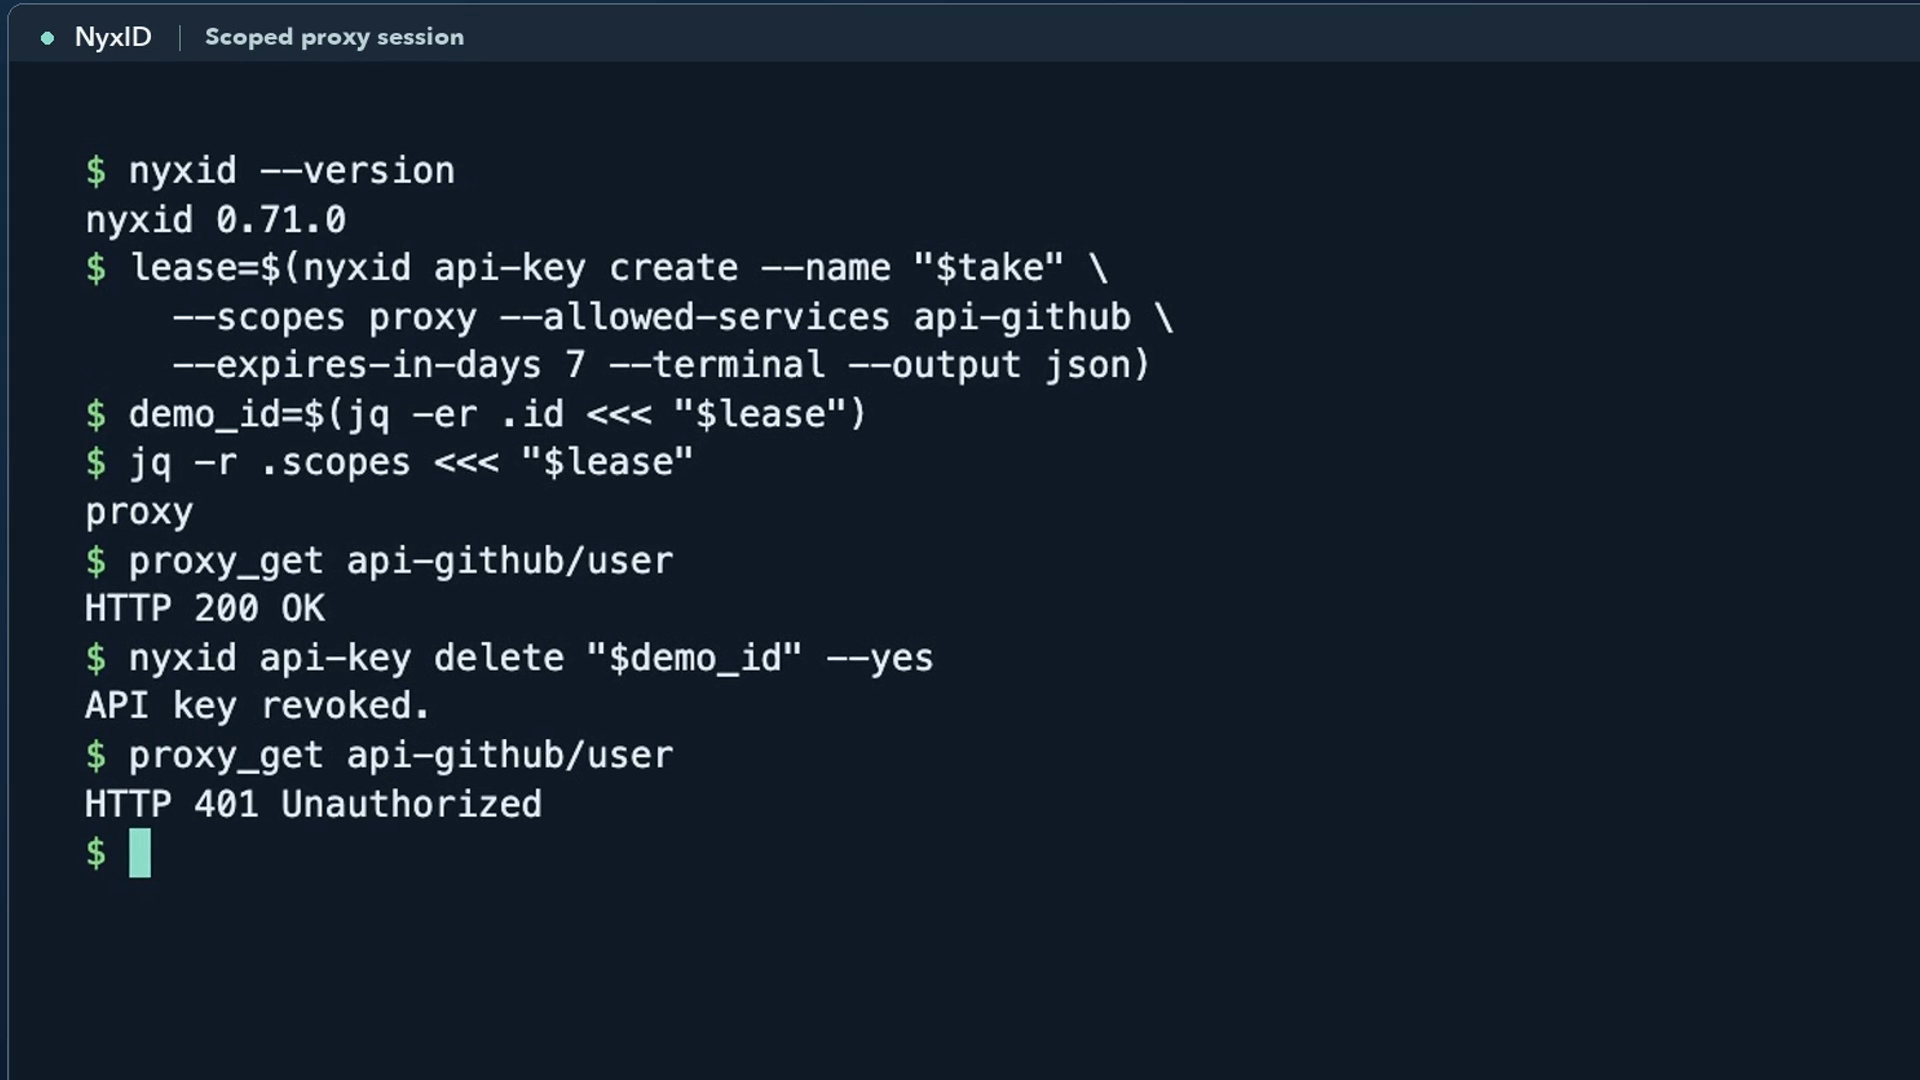 NyxID | Scoped proxy session
$ nyxid --version
nyxid 0.71.0
$ lease=$(nyxid api-key create --name "$take" \
--scopes proxy --allowed-services api-github \
--expires-in-days 7 --terminal --output json)
$ demo_id=$(jq -er .id <<< "$lease")
$ jq -r .scopes <<< "$lease"
proxy
$ proxy_get api-github/user
HTTP 200 OK
$ nyxid api-key delete "$demo_id" --yes
API key revoked.
$ proxy_get api-github/user
HTTP 401 Unauthorized
$